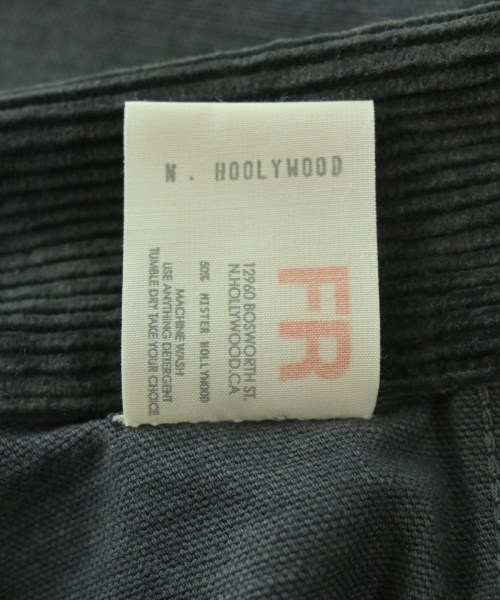 N. HOOLYWOOD
FR
12960 BOSWORTH ST.
N.HOLLYWOOD.CA
50% MISTER HOLLYWOOD
MACHINE WASH
USE ANYTHING DETERGENT
TUMBLE DRY TAKE YOUR CHOICE